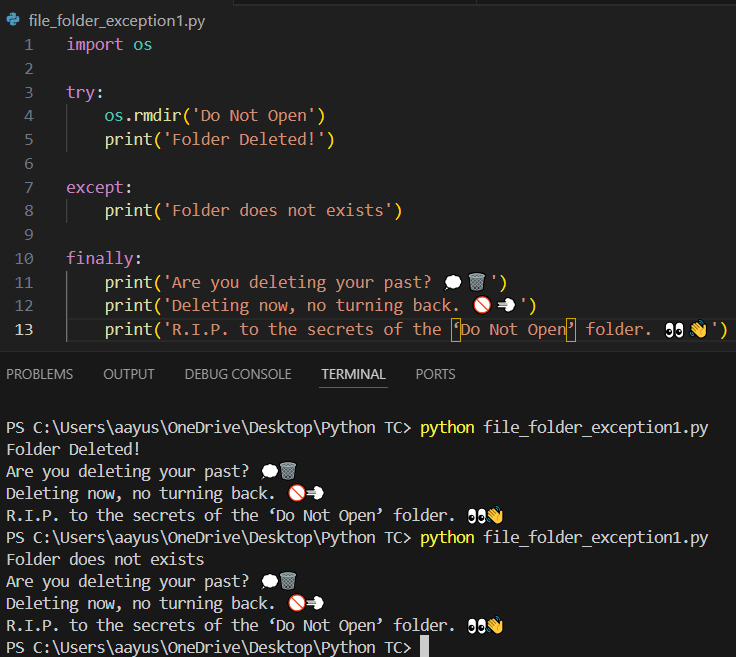 file_folder_exception1.py
1 import os
2
3 try:
4 os.rmdir('Do Not Open')
5 print('Folder Deleted!')
6
7 except:
8 print('Folder does not exists')
9
10 finally:
11 print('Are you deleting your past? 💭🗑️')
12 print('Deleting now, no turning back. 🚫💨')
13 print('R.I.P. to the secrets of the ‘Do Not Open’ folder. 👀👋')
PROBLEMS OUTPUT DEBUG CONSOLE TERMINAL PORTS
PS C:\Users\aayus\OneDrive\Desktop\Python TC> python file_folder_exception1.py
Folder Deleted!
Are you deleting your past? 💭🗑️
Deleting now, no turning back. 🚫💨
R.I.P. to the secrets of the ‘Do Not Open’ folder. 👀👋
PS C:\Users\aayus\OneDrive\Desktop\Python TC> python file_folder_exception1.py
Folder does not exists
Are you deleting your past? 💭🗑️
Deleting now, no turning back. 🚫💨
R.I.P. to the secrets of the ‘Do Not Open’ folder. 👀👋
PS C:\Users\aayus\OneDrive\Desktop\Python TC>